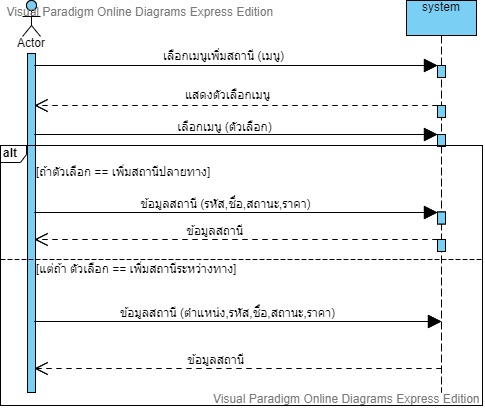 Visual Paradigm Online Diagrams Express Edition
system
Actor
เลือกเมนูเพิ่มสถานี (เมนู)
แสดงตัวเลือกเมนู
เลือกเมนู (ตัวเลือก)
alt
[ถ้าตัวเลือก == เพิ่มสถานีปลายทาง]
ข้อมูลสถานี (รหัส,ชื่อ,สถานะ,ราคา)
ข้อมูลสถานี
[แต่ถ้า ตัวเลือก == เพิ่มสถานีระหว่างทาง]
ข้อมูลสถานี (ตำแหน่ง,รหัส,ชื่อ,สถานะ,ราคา)
ข้อมูลสถานี
Visual Paradigm Online Diagrams Express Edition